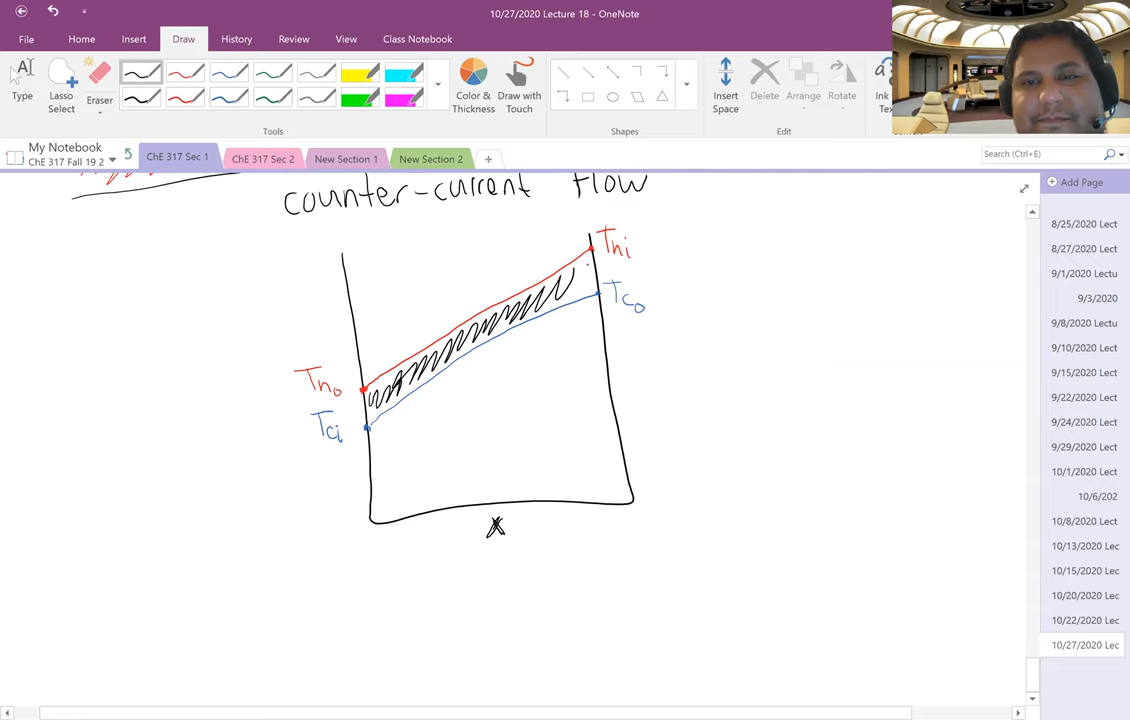 10/27/2020 Lecture 18 - OneNote
File Home Insert Draw History Review View Class Notebook
Type
Lasso Select
Eraser
Color & Thickness
Draw with Touch
Insert Space
Delete
Arrange
Rotate
Ink
Tex
Tools
Shapes
Edit
My Notebook
ChE 317 Fall 19 2
ChE 317 Sec 1
ChE 317 Sec 2
New Section 1
New Section 2
+
Search (Ctrl+E)
Add Page
8/25/2020 Lect
8/27/2020 Lect
9/1/2020 Lectu
9/3/2020
9/8/2020 Lectu
9/10/2020 Lect
9/15/2020 Lect
9/22/2020 Lect
9/24/2020 Lect
9/29/2020 Lect
10/1/2020 Lect
10/6/202
10/8/2020 Lect
10/13/2020 Lec
10/15/2020 Lec
10/20/2020 Lec
10/22/2020 Lec
10/27/2020 Lec
counter-current flow
Thi
Tco
Tho
Tci
x